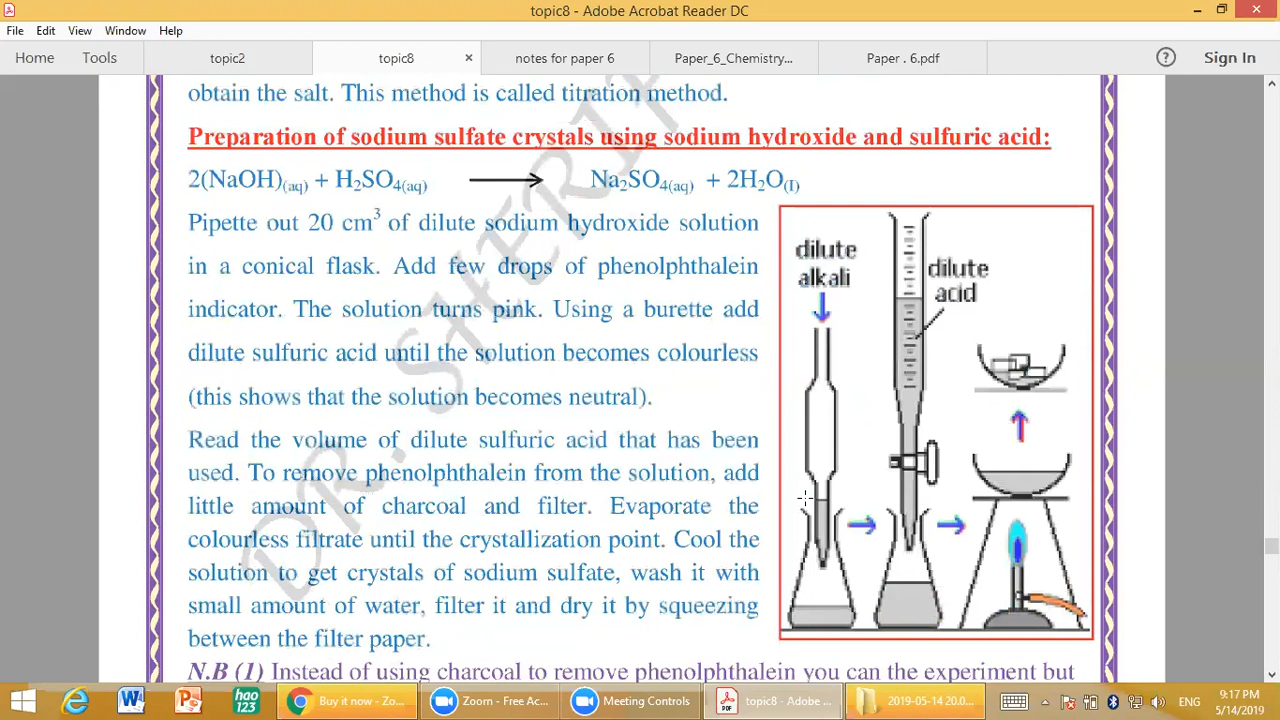 topic8 - Adobe Acrobat Reader DC
File Edit View Window Help
Home Tools topic2 topic8 × notes for paper 6 Paper_6_Chemistry... Paper . 6.pdf ? Sign In
obtain the salt. This method is called titration method.
Preparation of sodium sulfate crystals using sodium hydroxide and sulfuric acid:
2(NaOH)(aq) + H2SO4(aq) → Na2SO4(aq) + 2H2O(I)
Pipette out 20 cm3 of dilute sodium hydroxide solution
in a conical flask. Add few drops of phenolphthalein
indicator. The solution turns pink. Using a burette add
dilute sulfuric acid until the solution becomes colourless
(this shows that the solution becomes neutral).
Read the volume of dilute sulfuric acid that has been
used. To remove phenolphthalein from the solution, add
little amount of charcoal and filter. Evaporate the
colourless filtrate until the crystallization point. Cool the
solution to get crystals of sodium sulfate, wash it with
small amount of water, filter it and dry it by squeezing
between the filter paper.
N.B (1) Instead of using charcoal to remove phenolphthalein you can the experiment but
dilute
alkali
dilute
acid
DR. SHERIF
hao
123
Buy it now - Zo... Zoom - Free Ac... Meeting Controls topic8 - Adobe ... 2019-05-14 20.0... ENG
9:17 PM
5/14/2019